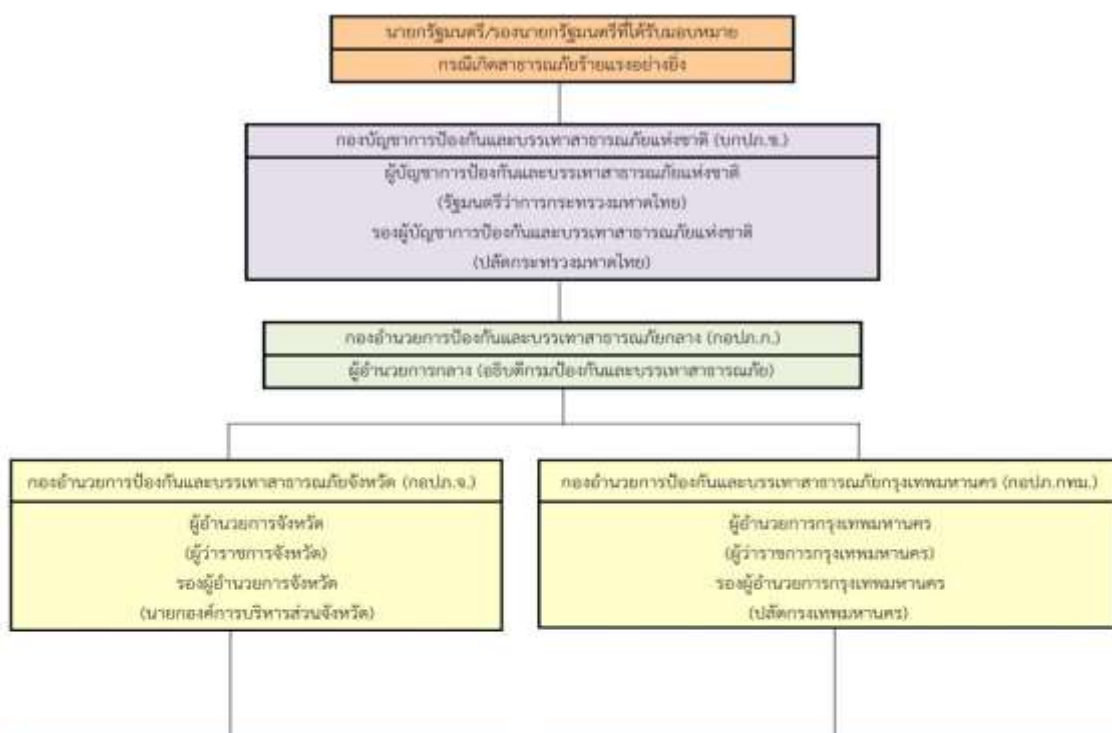 นายกรัฐมนตรี/รองนายกรัฐมนตรีที่ได้รับมอบหมาย
กรณีเกิดสาธารณภัยร้ายแรงอย่างยิ่ง
กองบัญชาการป้องกันและบรรเทาสาธารณภัยแห่งชาติ (บกปภ.ช.)
ผู้บัญชาการป้องกันและบรรเทาสาธารณภัยแห่งชาติ
(รัฐมนตรีว่าการกระทรวงมหาดไทย)
รองผู้บัญชาการป้องกันและบรรเทาสาธารณภัยแห่งชาติ
(ปลัดกระทรวงมหาดไทย)
กองอำนวยการป้องกันและบรรเทาสาธารณภัยกลาง (กอปภ.ก.)
ผู้อำนวยการกลาง (อธิบดีกรมป้องกันและบรรเทาสาธารณภัย)
กองอำนวยการป้องกันและบรรเทาสาธารณภัยจังหวัด (กอปภ.จ.)
ผู้อำนวยการจังหวัด
(ผู้ว่าราชการจังหวัด)
รองผู้อำนวยการจังหวัด
(นายกองค์การบริหารส่วนจังหวัด)
กองอำนวยการป้องกันและบรรเทาสาธารณภัยกรุงเทพมหานคร (กอปภ.กทม.)
ผู้อำนวยการกรุงเทพมหานคร
(ผู้ว่าราชการกรุงเทพมหานคร)
รองผู้อำนวยการกรุงเทพมหานคร
(ปลัดกรุงเทพมหานคร)